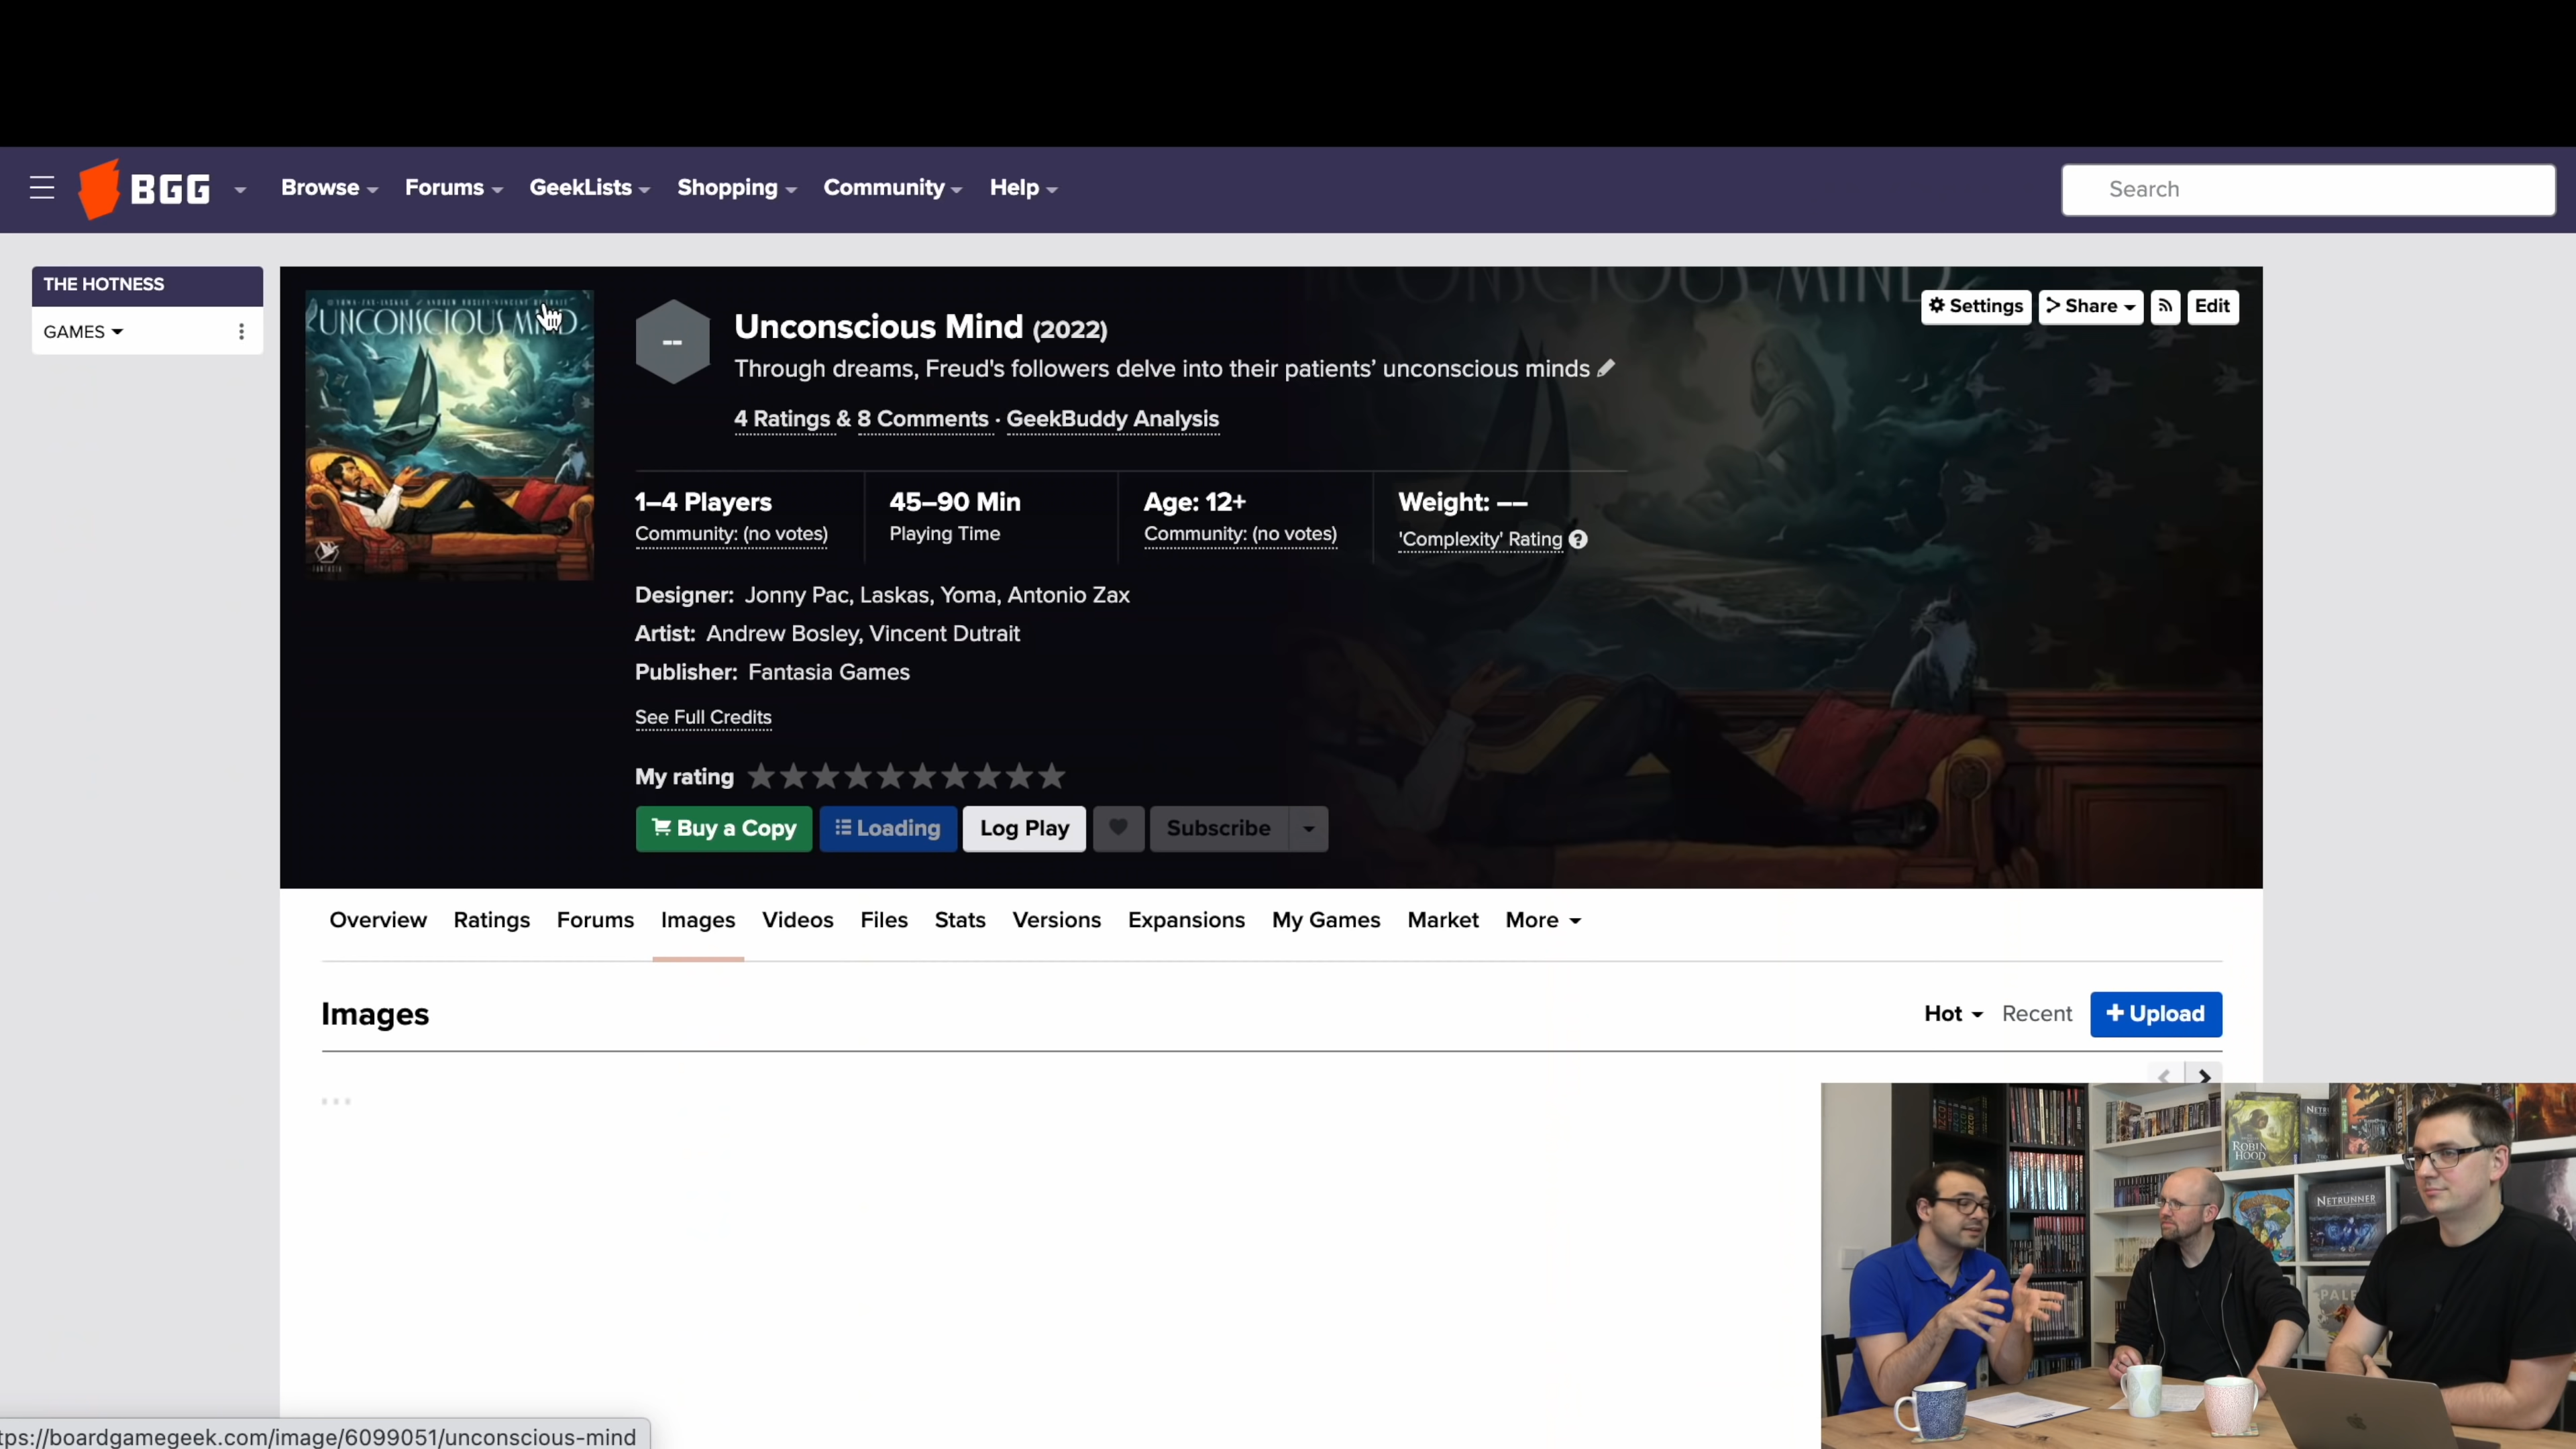 BGG
Browse
Forums
GeekLists
Shopping
Community
Help
Search
THE HOTNESS
GAMES
UNCONSCIOUS MIND
FANTASIA
--
Unconscious Mind (2022)
Through dreams, Freud's followers delve into their patients’ unconscious minds
4 Ratings & 8 Comments · GeekBuddy Analysis
Settings
Share
Edit
1–4 Players
Community: (no votes)
45–90 Min
Playing Time
Age: 12+
Community: (no votes)
Weight: ––
'Complexity' Rating ?
Designer: Jonny Pac, Laskas, Yoma, Antonio Zax
Artist: Andrew Bosley, Vincent Dutrait
Publisher: Fantasia Games
See Full Credits
My rating
Buy a Copy
Loading
Log Play
Subscribe
Overview
Ratings
Forums
Images
Videos
Files
Stats
Versions
Expansions
My Games
Market
More
Images
Hot
Recent
+ Upload
ROBIN
HOOD
NETRUNNER
tps://boardgamegeek.com/image/6099051/unconscious-mind